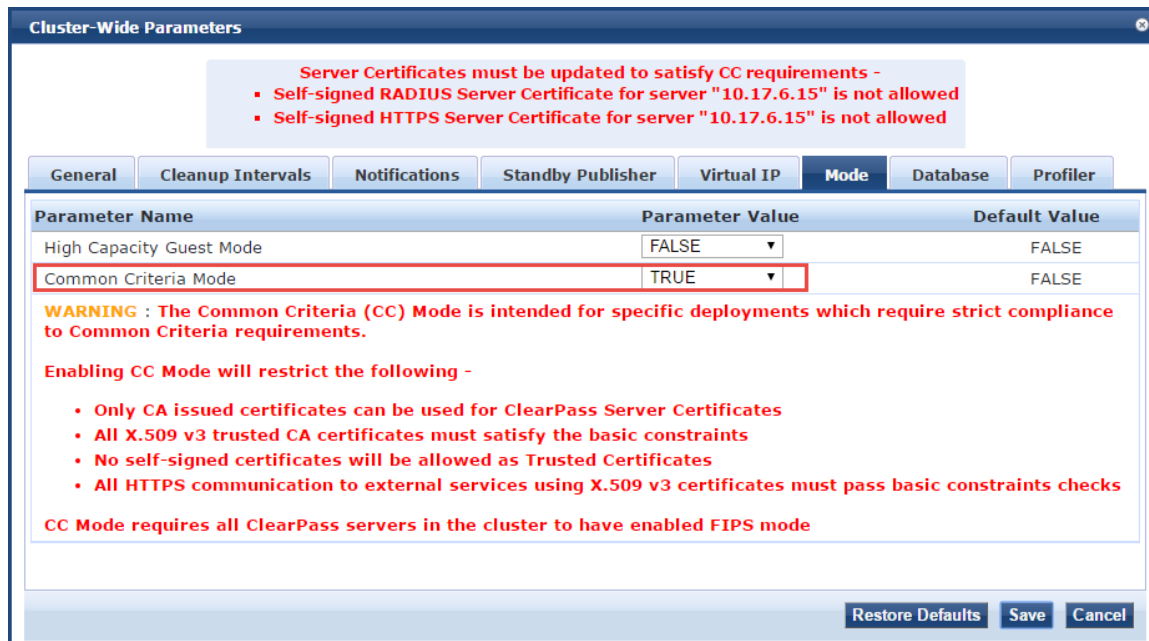 Cluster-Wide Parameters
Server Certificates must be updated to satisfy CC requirements -
Self-signed RADIUS Server Certificate for server "10.17.6.15" is not allowed
Self-signed HTTPS Server Certificate for server "10.17.6.15" is not allowed
General Cleanup Intervals Notifications Standby Publisher Virtual IP Mode Database Profiler
Parameter Name Parameter Value Default Value
High Capacity Guest Mode FALSE FALSE
Common Criteria Mode TRUE FALSE
WARNING : The Common Criteria (CC) Mode is intended for specific deployments which require strict compliance
to Common Criteria requirements.
Enabling CC Mode will restrict the following -
• Only CA issued certificates can be used for ClearPass Server Certificates
• All X.509 v3 trusted CA certificates must satisfy the basic constraints
• No self-signed certificates will be allowed as Trusted Certificates
• All HTTPS communication to external services using X.509 v3 certificates must pass basic constraints checks
CC Mode requires all ClearPass servers in the cluster to have enabled FIPS mode
Restore Defaults Save Cancel